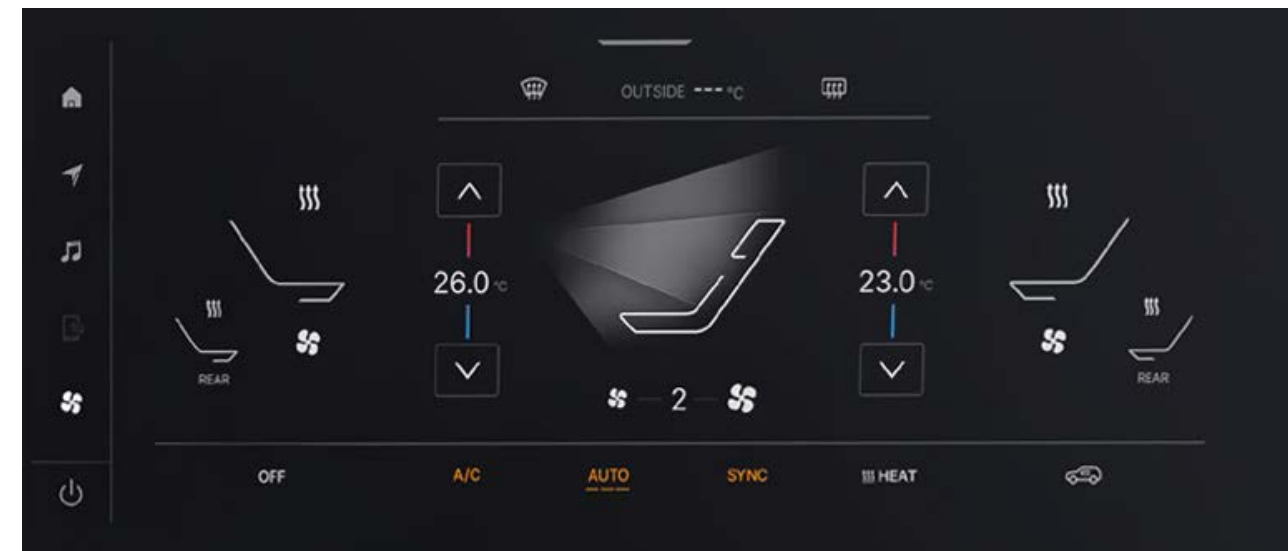 OUTSIDE --- °C
26.0 °C
23.0 °C
REAR
REAR
2
OFF
A/C
AUTO
SYNC
HEAT